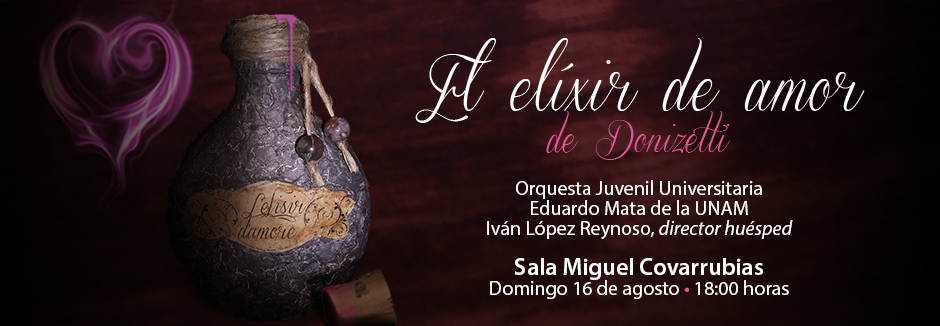 El elíxir de amor
de Donizetti
Orquesta Juvenil Universitaria
Eduardo Mata de la UNAM
Iván López Reynoso, director huésped
Sala Miguel Covarrubias
Domingo 16 de agosto • 18:00 horas
L'elisir
d'amore